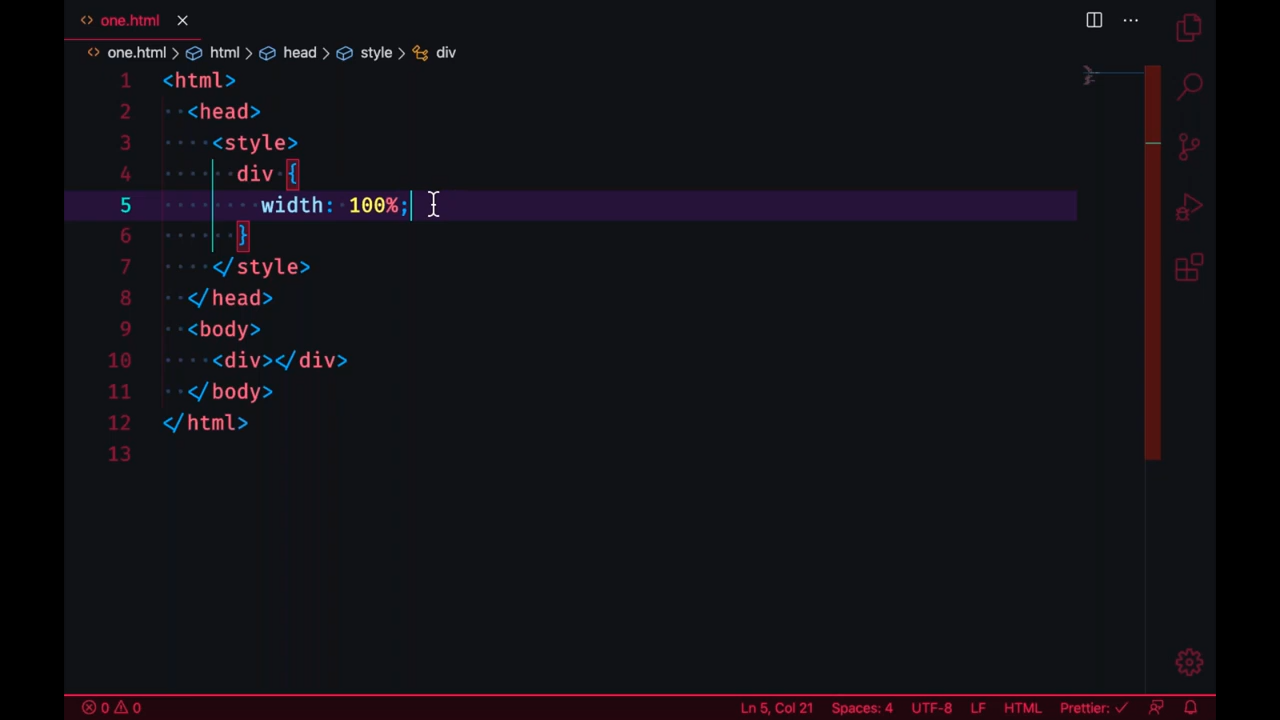 one.html
one.html > html > head > style > div
1 <html>
2 <head>
3 <style>
4 div {
5 width: 100%;
6 }
7 </style>
8 </head>
9 <body>
10 <div></div>
11 </body>
12 </html>
13
0 0 Ln 5, Col 21 Spaces: 4 UTF-8 LF HTML Prettier: ✓